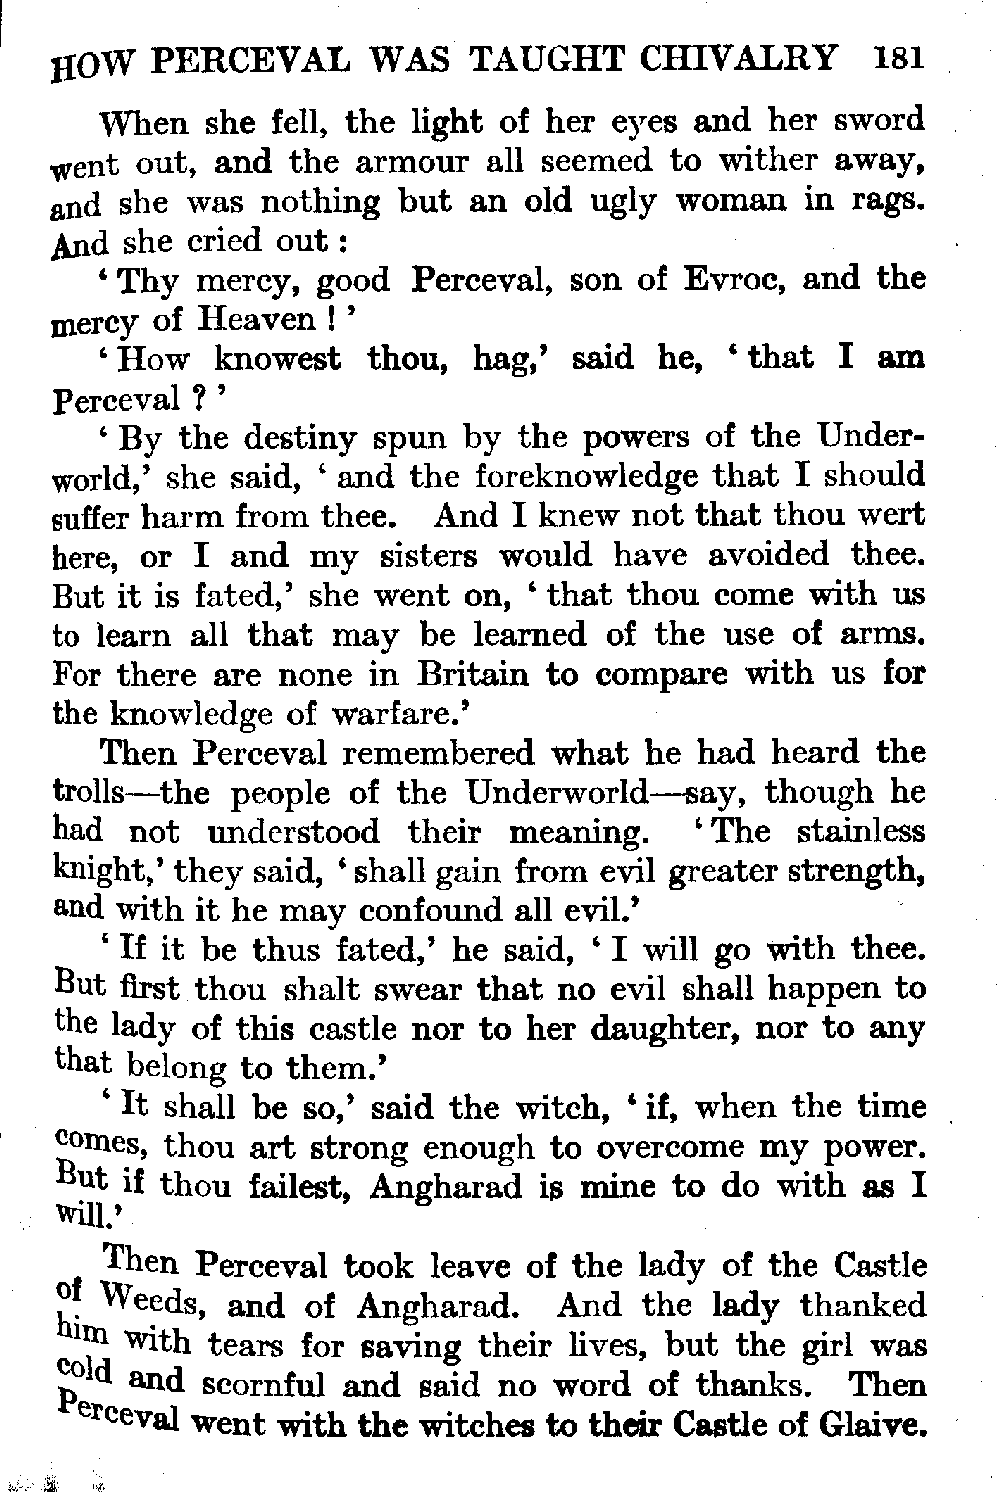 HOW PERCEVAL WAS TAUGHT CHIVALRY 181
When she fell, the light of her eyes and her sword
went out, and the armour all seemed to wither away,
and she was nothing but an old ugly woman in rags.
And she cried out :
‘ Thy mercy, good Perceval, son of Evroc, and the
mercy of Heaven ! ’
‘ How knowest thou, hag,’ said he, ‘ that I am
Perceval ? ’
‘ By the destiny spun by the powers of the Under-
world,’ she said, ‘ and the foreknowledge that I should
suffer harm from thee. And I knew not that thou wert
here, or I and my sisters would have avoided thee.
But it is fated,’ she went on, ‘ that thou come with us
to learn all that may be learned of the use of arms.
For there are none in Britain to compare with us for
the knowledge of warfare.’
Then Perceval remembered what he had heard the
trolls—the people of the Underworld—say, though he
had not understood their meaning. ‘ The stainless
knight,’ they said, ‘ shall gain from evil greater strength,
and with it he may confound all evil.’
‘ If it be thus fated,’ he said, ‘ I will go with thee.
But first thou shalt swear that no evil shall happen to
the lady of this castle nor to her daughter, nor to any
that belong to them.’
‘ It shall be so,’ said the witch, ‘ if, when the time
comes, thou art strong enough to overcome my power.
But if thou failest, Angharad is mine to do with as I
will.’
Then Perceval took leave of the lady of the Castle
of Weeds, and of Angharad. And the lady thanked
him with tears for saving their lives, but the girl was
cold and scornful and said no word of thanks. Then
Perceval went with the witches to their Castle of Glaive.